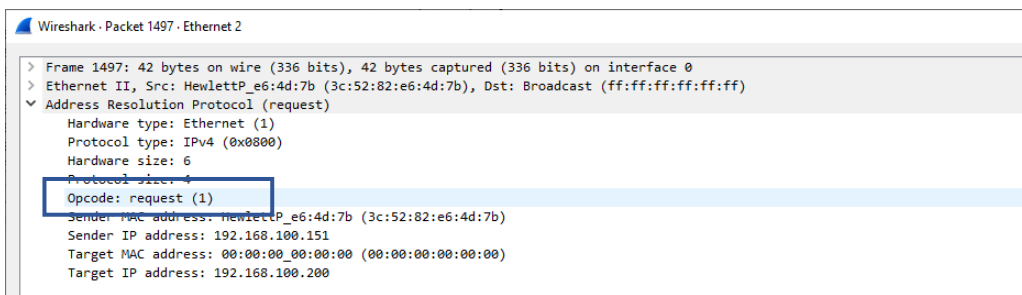 Wireshark · Packet 1497 · Ethernet 2
> Frame 1497: 42 bytes on wire (336 bits), 42 bytes captured (336 bits) on interface 0
> Ethernet II, Src: HewlettP_e6:4d:7b (3c:52:82:e6:4d:7b), Dst: Broadcast (ff:ff:ff:ff:ff:ff)
Address Resolution Protocol (request)
Hardware type: Ethernet (1)
Protocol type: IPv4 (0x0800)
Hardware size: 6
Protocol size: 4
Opcode: request (1)
Sender MAC address: HewlettP_e6:4d:7b (3c:52:82:e6:4d:7b)
Sender IP address: 192.168.100.151
Target MAC address: 00:00:00_00:00:00 (00:00:00:00:00:00)
Target IP address: 192.168.100.200